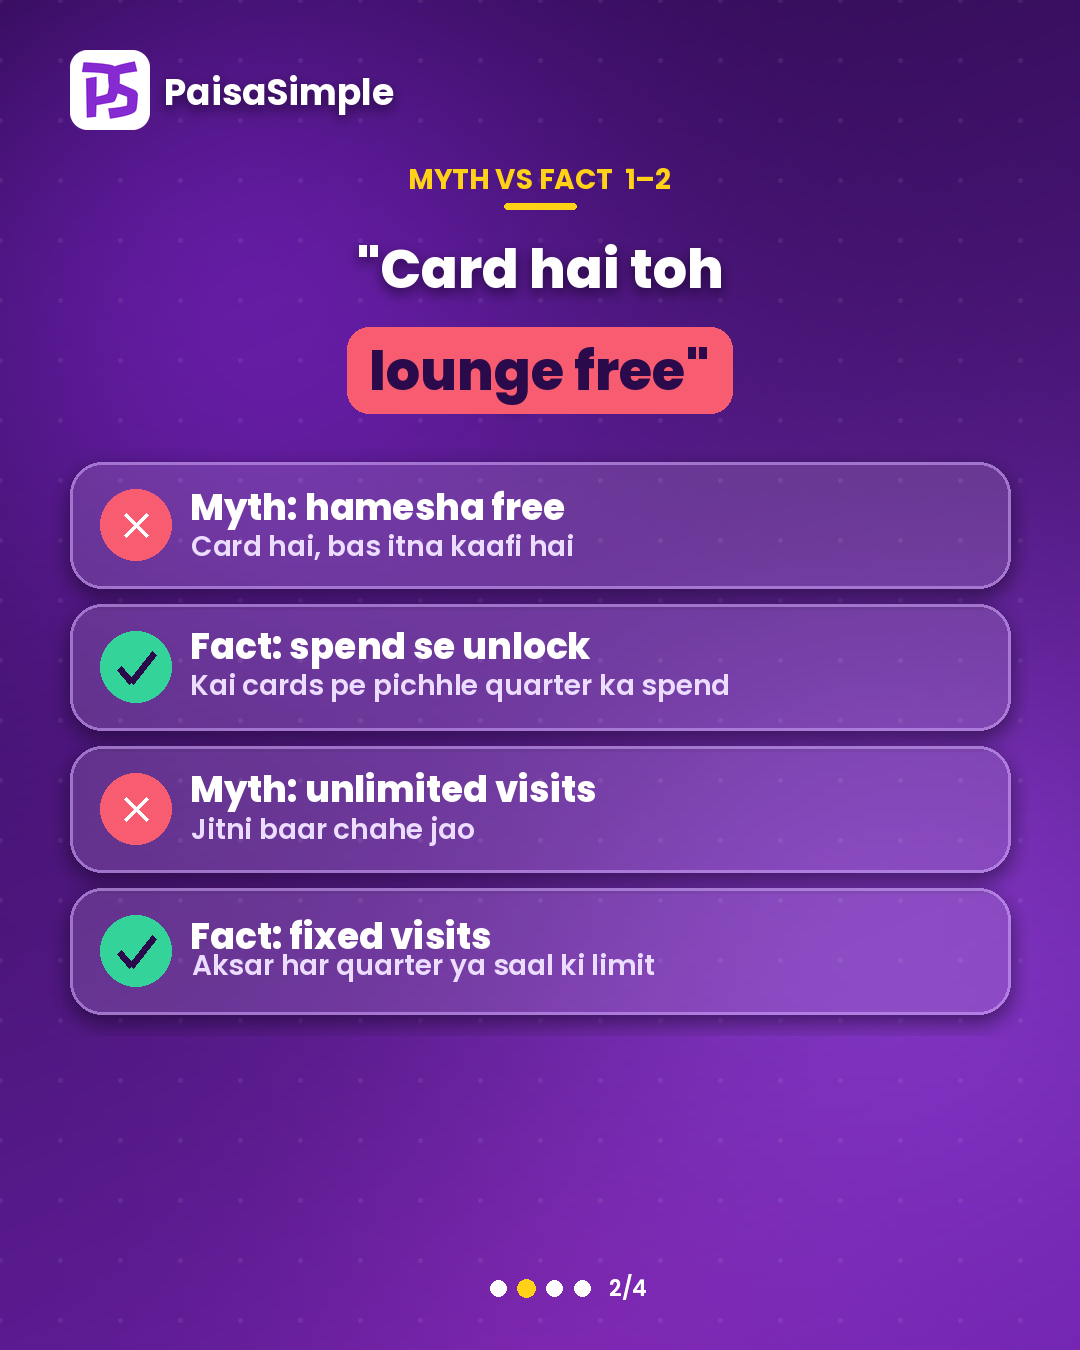 PaisaSimple
MYTH VS FACT 1–2
"Card hai toh
lounge free"
Myth: hamesha free
Card hai, bas itna kaafi hai
Fact: spend se unlock
Kai cards pe pichhle quarter ka spend
Myth: unlimited visits
Jitni baar chahe jao
Fact: fixed visits
Aksar har quarter ya saal ki limit
2/4